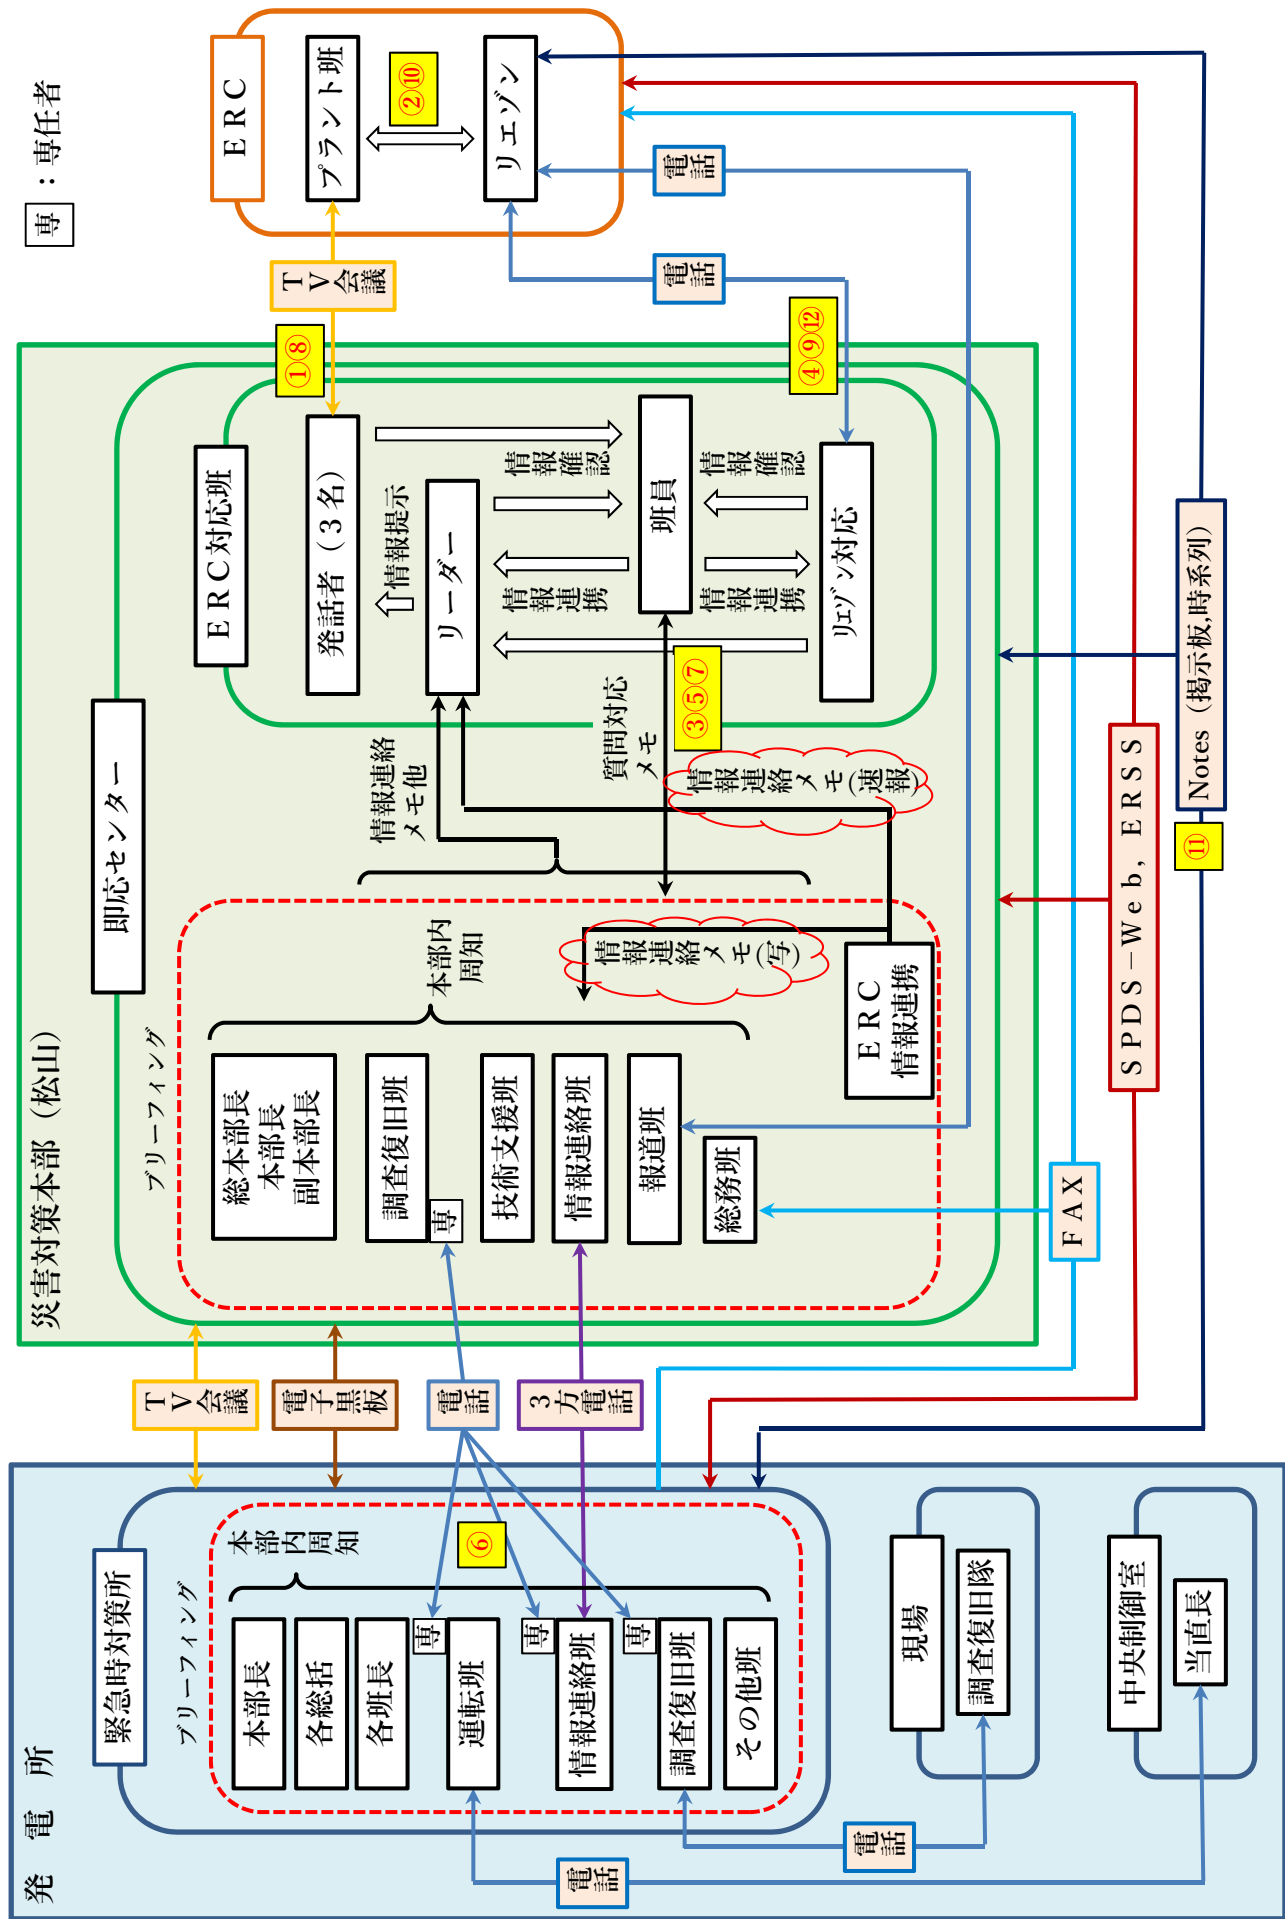 専：専任者
発 電 所
緊急時対策所
ブリーフィング
本部内
周知
本部長
各総括
各班長
専
運転班
専
情報連絡班
専
調査復旧班
その他班
⑥
現場
調査復旧隊
中央制御室
当直長
電話
電話
ＴＶ会議
電子黒板
電話
３方電話
災害対策本部（松山）
即応センター
ブリーフィング
総本部長
本部長
副本部長
調査復旧班
専
技術支援班
情報連絡班
報道班
総務班
本部内
周知
情報連絡メモ(写)
ＥＲＣ
情報連携
情報連絡
メモ他
質問対応
メモ
情報連絡メモ(速報)
③⑤⑦
ＥＲＣ対応班
発話者（３名）
情報提示
リーダー
情報確認
情報連携
班員
情報確認
情報連携
リエゾン対応
①⑧
④⑨⑫
ＴＶ会議
電話
電話
ＥＲＣ
プラント班
②⑩
リエゾン
ＦＡＸ
ＳＰＤＳ－Ｗｅｂ，ＥＲＳＳ
Notes（掲示板,時系列）
⑪